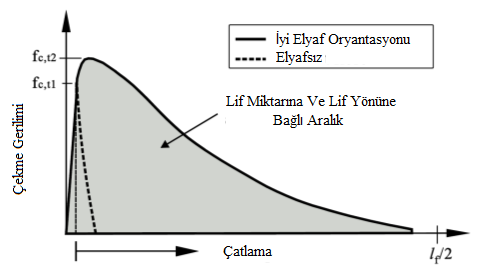 İyi Elyaf Oryantasyonu
Elyafsız
fc,t2
fc,t1
Çekme Gerilimi
Lif Miktarına Ve Lif Yönüne
Bağlı Aralık
Çatlama
lf/2